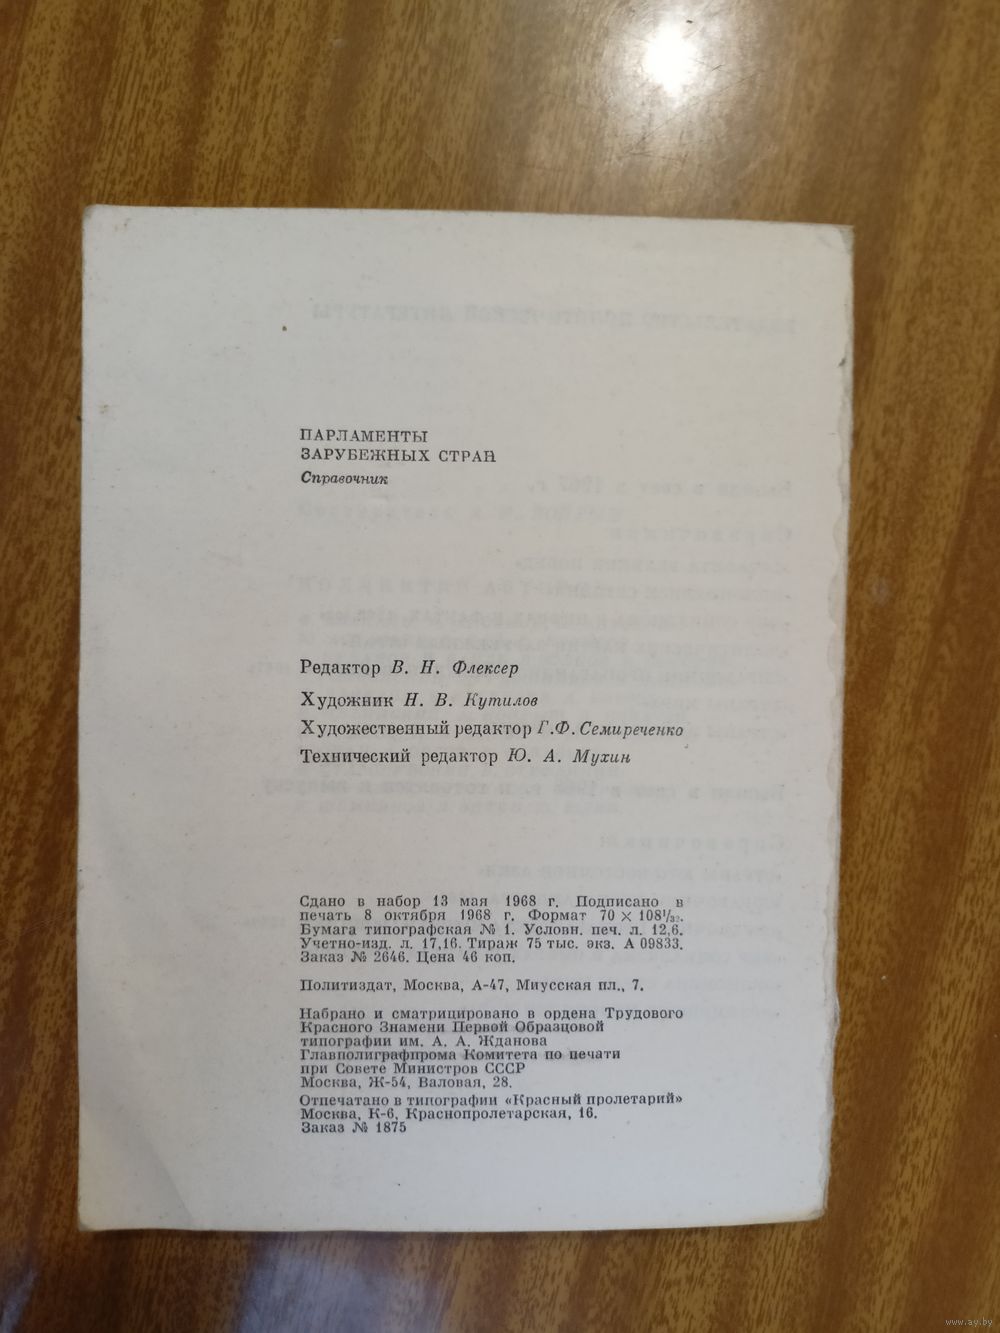 ПАРЛАМЕНТЫ
ЗАРУБЕЖНЫХ СТРАН
Справочник
Редактор В. Н. Флексер
Художник Н. В. Кутилов
Художественный редактор Г.Ф. Семиреченко
Технический редактор Ю. А. Мухин
Сдано в набор 13 мая 1968 г. Подписано в
печать 8 октября 1968 г. Формат 70 × 108¹/₃₂.
Бумага типографская № 1. Условн. печ. л. 12,6.
Учетно-изд. л. 17,16. Тираж 75 тыс. экз. А 09833.
Заказ № 2646. Цена 46 коп.
Политиздат, Москва, А-47, Миусская пл., 7.
Набрано и сматрицировано в ордена Трудового
Красного Знамени Первой Образцовой
типографии им. А. А. Жданова
Главполиграфпрома Комитета по печати
при Совете Министров СССР
Москва, Ж-54, Валовая, 28.
Отпечатано в типографии «Красный пролетарий»
Москва, К-6, Краснопролетарская, 16.
Заказ № 1875
www.ay.by